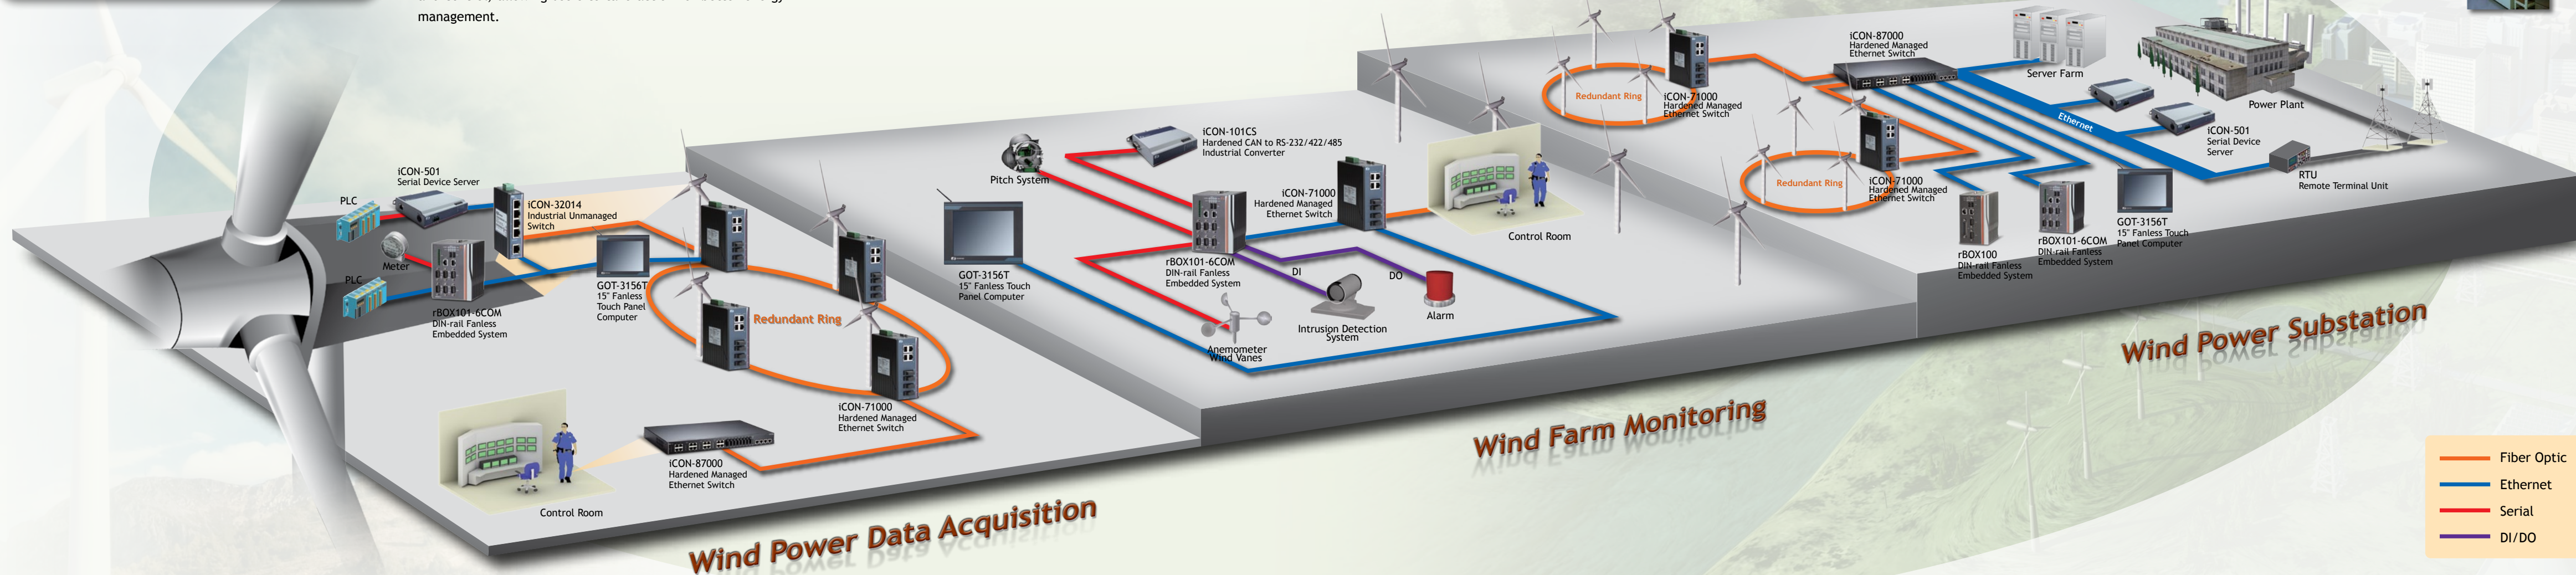 management.
PLC
iCON-501
Serial Device Server
iCON-32014
Industrial Unmanaged
Switch
Meter
PLC
rBOX101-6COM
DIN-rail Fanless
Embedded System
GOT-3156T
15" Fanless
Touch Panel
Computer
Redundant Ring
iCON-71000
Hardened Managed
Ethernet Switch
iCON-87000
Hardened Managed
Ethernet Switch
Control Room
Wind Power Data Acquisition
Pitch System
iCON-101CS
Hardened CAN to RS-232/422/485
Industrial Converter
GOT-3156T
15" Fanless Touch
Panel Computer
iCON-71000
Hardened Managed
Ethernet Switch
rBOX101-6COM
DIN-rail Fanless
Embedded System
DI
DO
Intrusion Detection
System
Alarm
Anemometer
Wind Vanes
Control Room
Wind Farm Monitoring
Redundant Ring
iCON-71000
Hardened Managed
Ethernet Switch
iCON-87000
Hardened Managed
Ethernet Switch
Server Farm
Power Plant
Ethernet
iCON-501
Serial Device
Server
RTU
Remote Terminal Unit
Redundant Ring
iCON-71000
Hardened Managed
Ethernet Switch
rBOX100
DIN-rail Fanless
Embedded System
rBOX101-6COM
DIN-rail Fanless
Embedded System
GOT-3156T
15" Fanless Touch
Panel Computer
Wind Power Substation
Fiber Optic
Ethernet
Serial
DI/DO